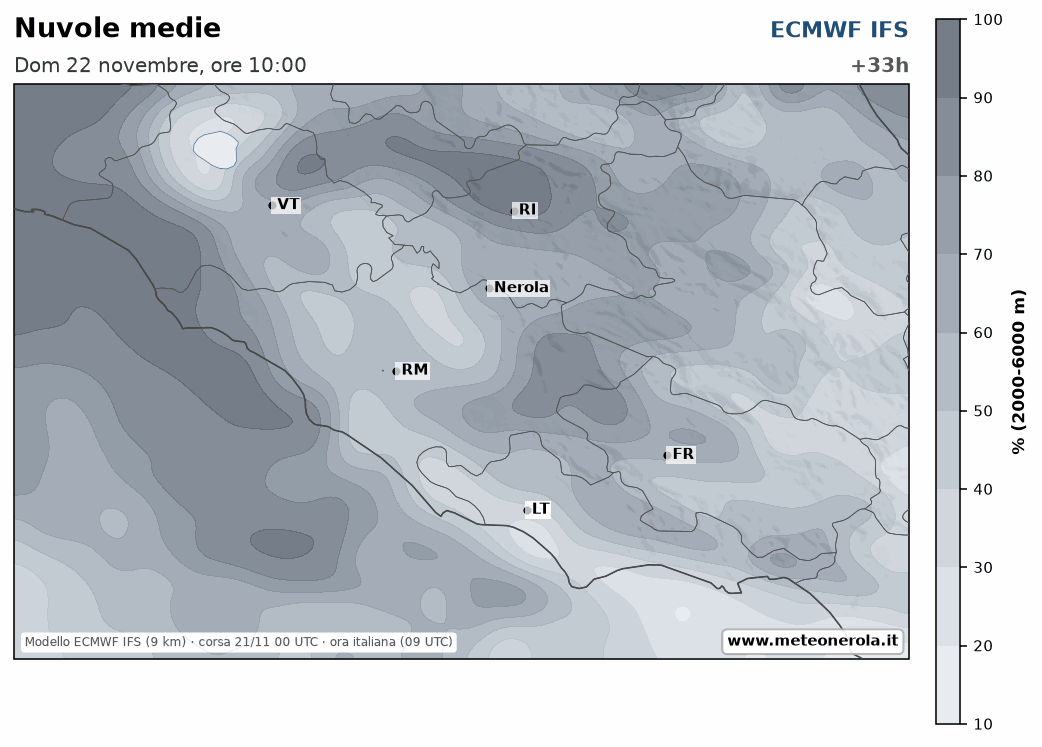 Nuvole medie
ECMWF IFS
Dom 22 novembre, ore 10:00
+33h
VT
RI
Nerola
RM
FR
LT
Modello ECMWF IFS (9 km) · corsa 21/11 00 UTC · ora italiana (09 UTC)
www.meteonerola.it
100
90
80
70
60
50
40
30
20
10
% (2000-6000 m)